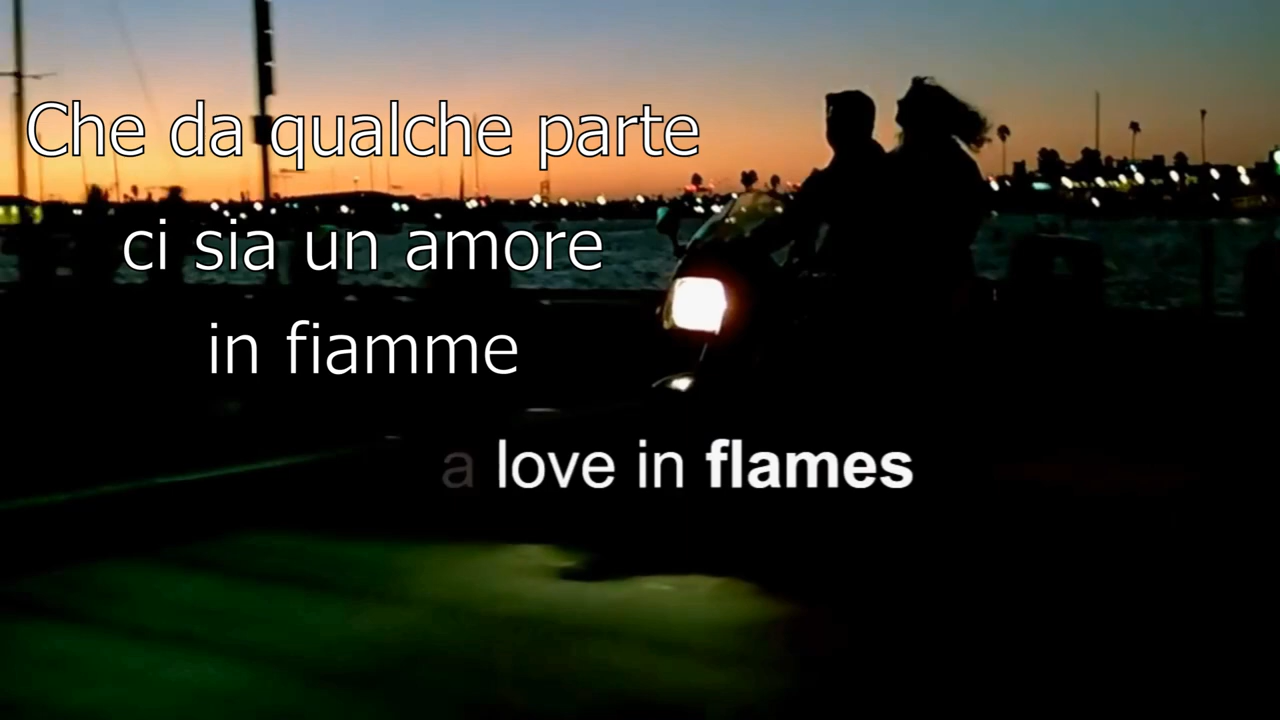 Che da qualche parte
ci sia un amore
in fiamme
a love in flames